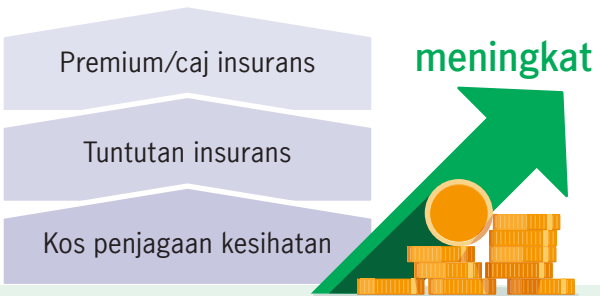 Premium/caj insurans
meningkat
Tuntutan insurans
Kos penjagaan kesihatan